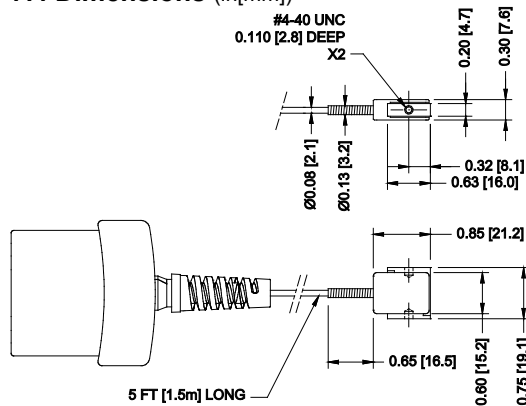 Dimensions (in[mm])
#4-40 UNC
0.110 [2.8] DEEP
X2
0.20 [4.7]
0.30 [7.6]
Ø0.08 [2.1]
Ø0.13 [3.2]
0.32 [8.1]
0.63 [16.0]
0.85 [21.2]
0.65 [16.5]
0.60 [15.2]
0.75 [19.1]
5 FT [1.5m] LONG